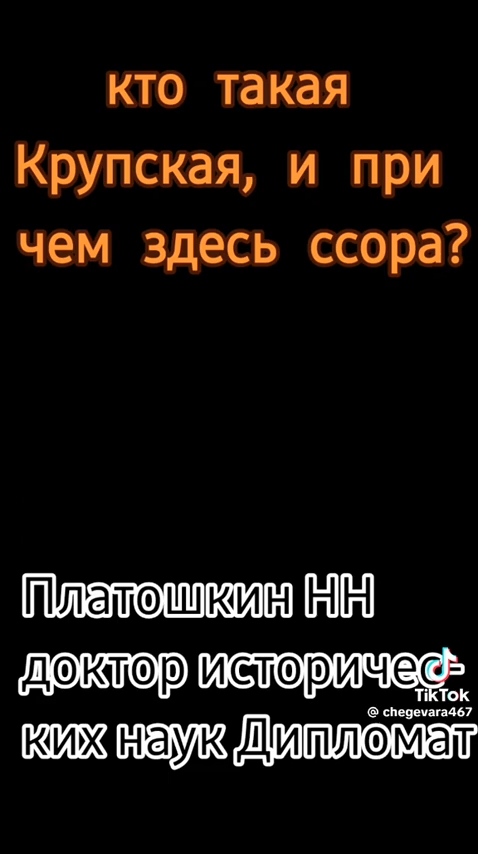 кто такая
Крупская, и при
чем здесь ссора?
Платошкин НН
доктор историчес-
ких наук Дипломат
TikTok
@ chegevara467